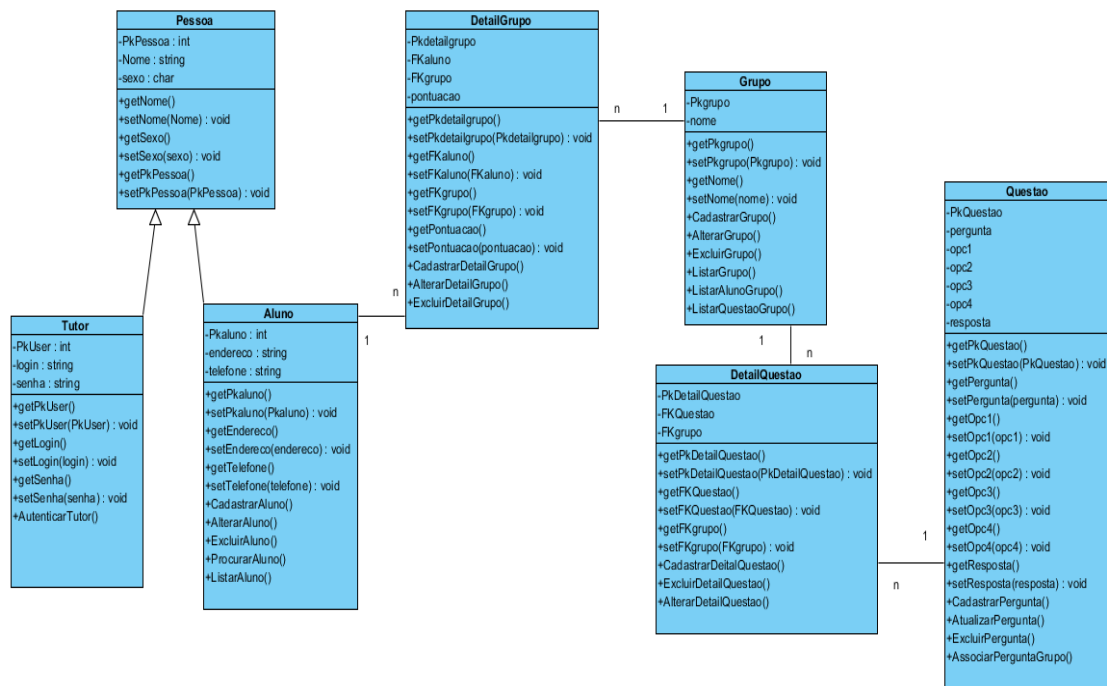 Pessoa
-PkPessoa : int
-Nome : string
-sexo : char
+getNome()
+setNome(Nome) : void
+getSexo()
+setSexo(sexo) : void
+getPkPessoa()
+setPkPessoa(PkPessoa) : void
DetailGrupo
-Pkdetailgrupo
-FKaluno
-FKgrupo
-pontuacao
+getPkdetailgrupo()
+setPkdetailgrupo(Pkdetailgrupo) : void
+getFKaluno()
+setFKaluno(FKaluno) : void
+getFKgrupo()
+setFKgrupo(FKgrupo) : void
+getPontuacao()
+setPontuacao(pontuacao) : void
+CadastrarDetailGrupo()
+AlterarDetailGrupo()
+ExcluirDetailGrupo()
n
1
Grupo
-Pkgrupo
-nome
+getPkgrupo()
+setPkgrupo(Pkgrupo) : void
+getNome()
+setNome(nome) : void
+CadastrarGrupo()
+AlterarGrupo()
+ExcluirGrupo()
+ListarGrupo()
+ListarAlunoGrupo()
+ListarQuestaoGrupo()
Tutor
-PkUser : int
-login : string
-senha : string
+getPkUser()
+setPkUser(PkUser) : void
+getLogin()
+setLogin(login) : void
+getSenha()
+setSenha(senha) : void
+AutenticarTutor()
Aluno
-Pkaluno : int
-endereco : string
-telefone : string
+getPkaluno()
+setPkaluno(Pkaluno) : void
+getEndereco()
+setEndereco(endereco) : void
+getTelefone()
+setTelefone(telefone) : void
+CadastrarAluno()
+AlterarAluno()
+ExcluirAluno()
+ProcurarAluno()
+ListarAluno()
n
1
1
n
DetailQuestao
-PkDetailQuestao
-FKQuestao
-FKgrupo
+getPkDetailQuestao()
+setPkDetailQuestao(PkDetailQuestao) : void
+getFKQuestao()
+setFKQuestao(FKQuestao) : void
+getFKgrupo()
+setFKgrupo(FKgrupo) : void
+CadastrarDeitalQuestao()
+ExcluirDetailQuestao()
+AlterarDetailQuestao()
1
n
Questao
-PkQuestao
-pergunta
-opc1
-opc2
-opc3
-opc4
-resposta
+getPkQuestao()
+setPkQuestao(PkQuestao) : void
+getPergunta()
+setPergunta(pergunta) : void
+getOpc1()
+setOpc1(opc1) : void
+getOpc2()
+setOpc2(opc2) : void
+getOpc3()
+setOpc3(opc3) : void
+getOpc4()
+setOpo4(opc4) : void
+getResposta()
+setResposta(resposta) : void
+CadastrarPergunta()
+AtualizarPergunta()
+ExcluirPergunta()
+AssociarPerguntaGrupo()